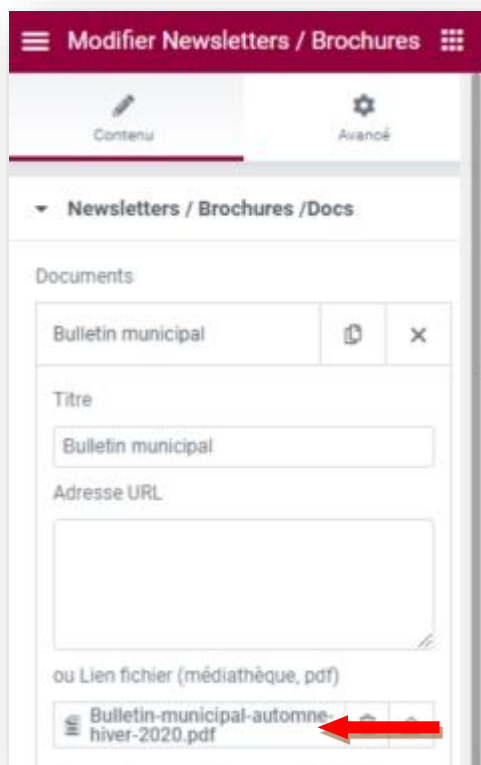 Modifier Newsletters / Brochures
Contenu
Avancé
Newsletters / Brochures /Docs
Documents
Bulletin municipal
Titre
Bulletin municipal
Adresse URL
ou Lien fichier (médiathèque, pdf)
Bulletin-municipal-automne-
hiver-2020.pdf